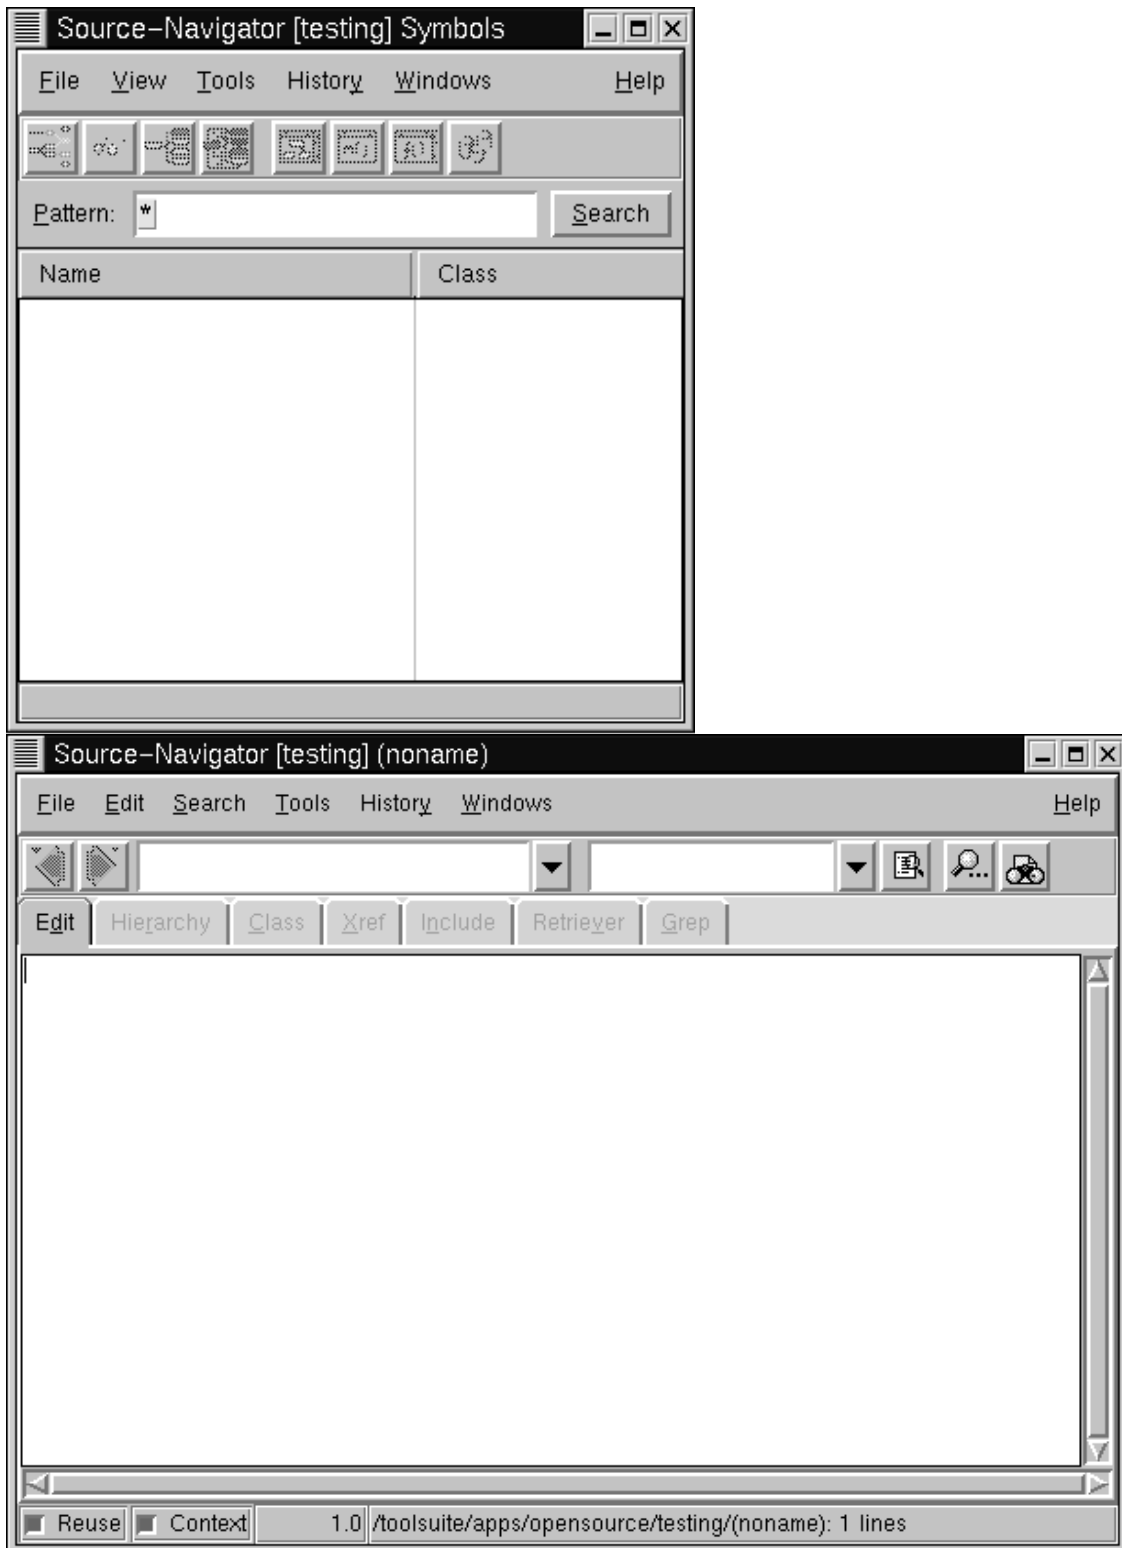 Source-Navigator [testing] Symbols
File View Tools History Windows Help
Pattern: * Search
Name Class
Source-Navigator [testing] (noname)
File Edit Search Tools History Windows Help
Edit Hierarchy Class Xref Include Retriever Grep
Reuse Context 1.0 /toolsuite/apps/opensource/testing/(noname): 1 lines